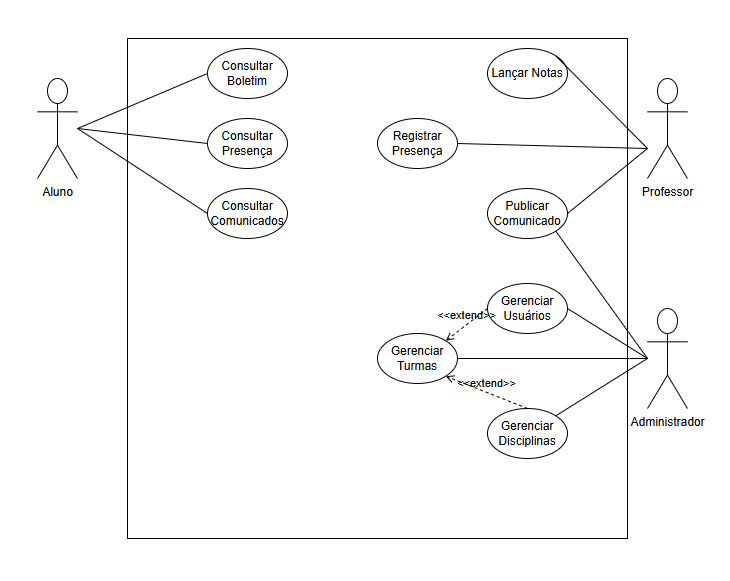 Consultar
Boletim
Lançar Notas
Consultar
Presença
Registrar
Presença
Aluno
Professor
Consultar
Comunicados
Publicar
Comunicado
Gerenciar
Usuários
<<extend>>
Gerenciar
Turmas
<<extend>>
Gerenciar
Disciplinas
Administrador